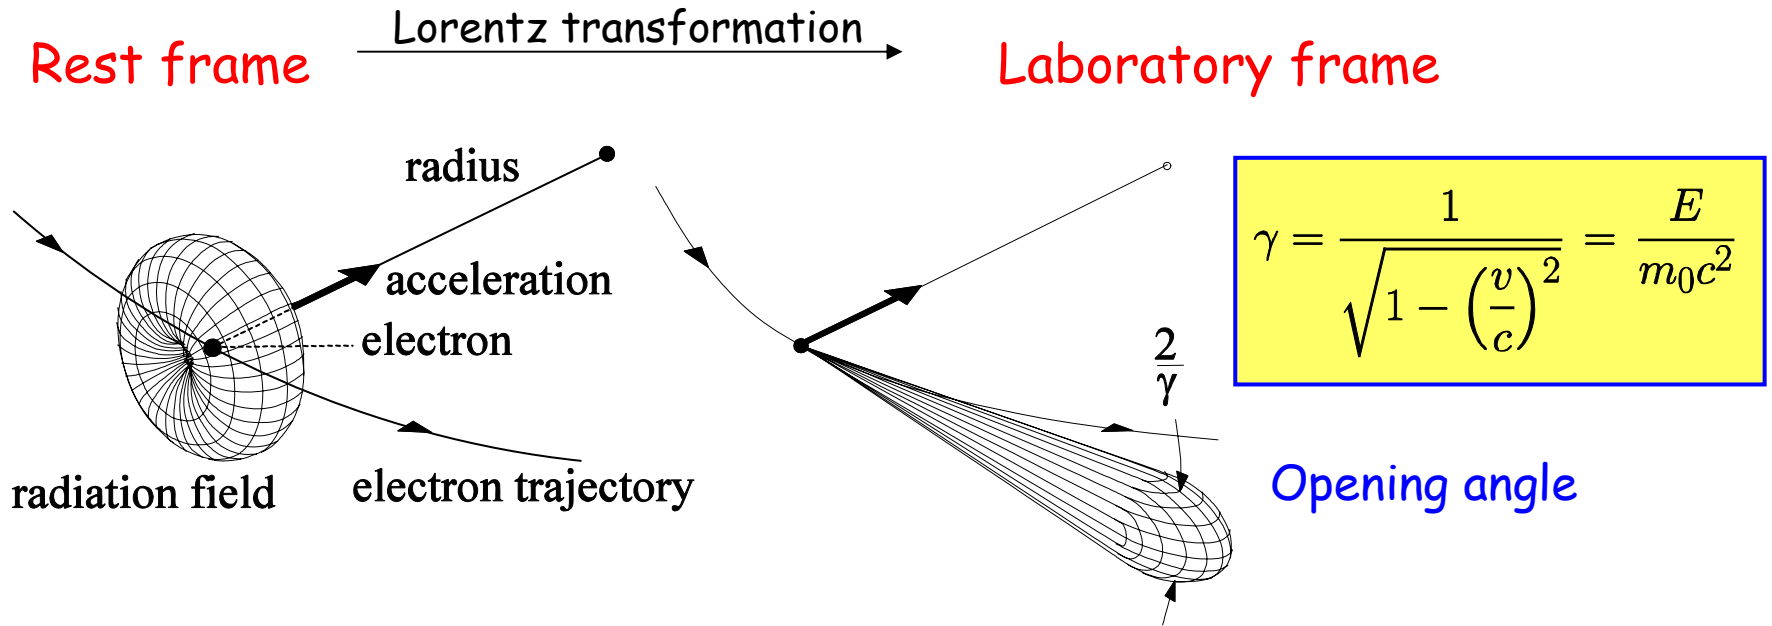 Lorentz transformation
Rest frame
Laboratory frame
radius
acceleration
electron
radiation field
electron trajectory
2/γ
γ = 1/√(1 − (v/c)²) = E/(m₀c²)
Opening angle